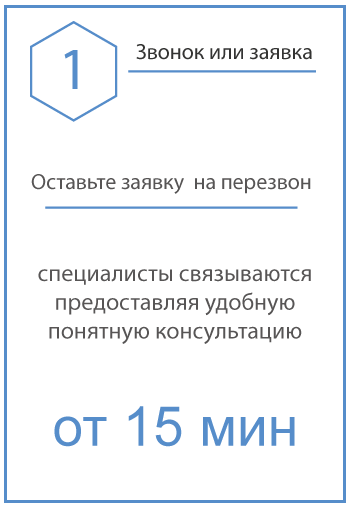 1
Звонок или заявка
Оставьте заявку на перезвон
специалисты связываются
предоставляя удобную
понятную консультацию
от 15 мин